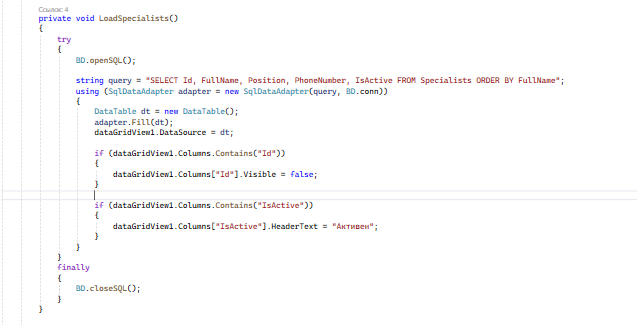 Ссылок: 4
private void LoadSpecialists()
{
try
{
BD.openSQL();
string query = "SELECT Id, FullName, Position, PhoneNumber, IsActive FROM Specialists ORDER BY FullName";
using (SqlDataAdapter adapter = new SqlDataAdapter(query, BD.conn))
{
DataTable dt = new DataTable();
adapter.Fill(dt);
dataGridView1.DataSource = dt;
if (dataGridView1.Columns.Contains("Id"))
{
dataGridView1.Columns["Id"].Visible = false;
}
if (dataGridView1.Columns.Contains("IsActive"))
{
dataGridView1.Columns["IsActive"].HeaderText = "Активен";
}
}
}
finally
{
BD.closeSQL();
}
}